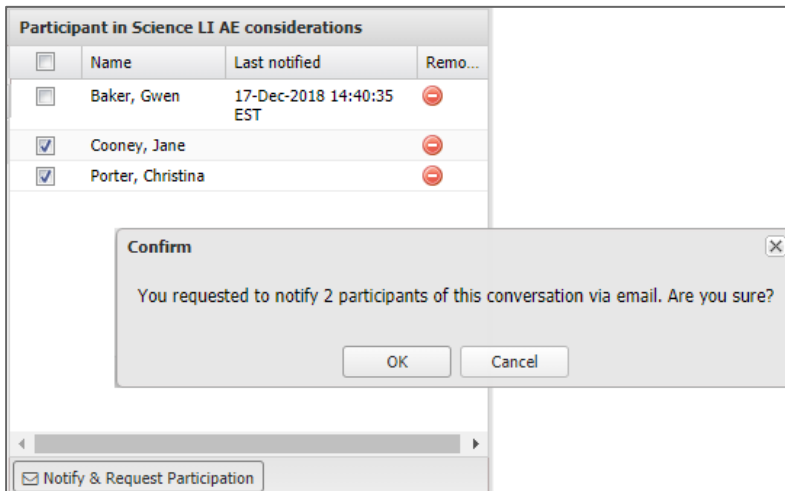 Participant in Science LI AE considerations
Name Last notified Remo...
Baker, Gwen 17-Dec-2018 14:40:35
EST
Cooney, Jane
Porter, Christina
Confirm
You requested to notify 2 participants of this conversation via email. Are you sure?
OK Cancel
Notify & Request Participation